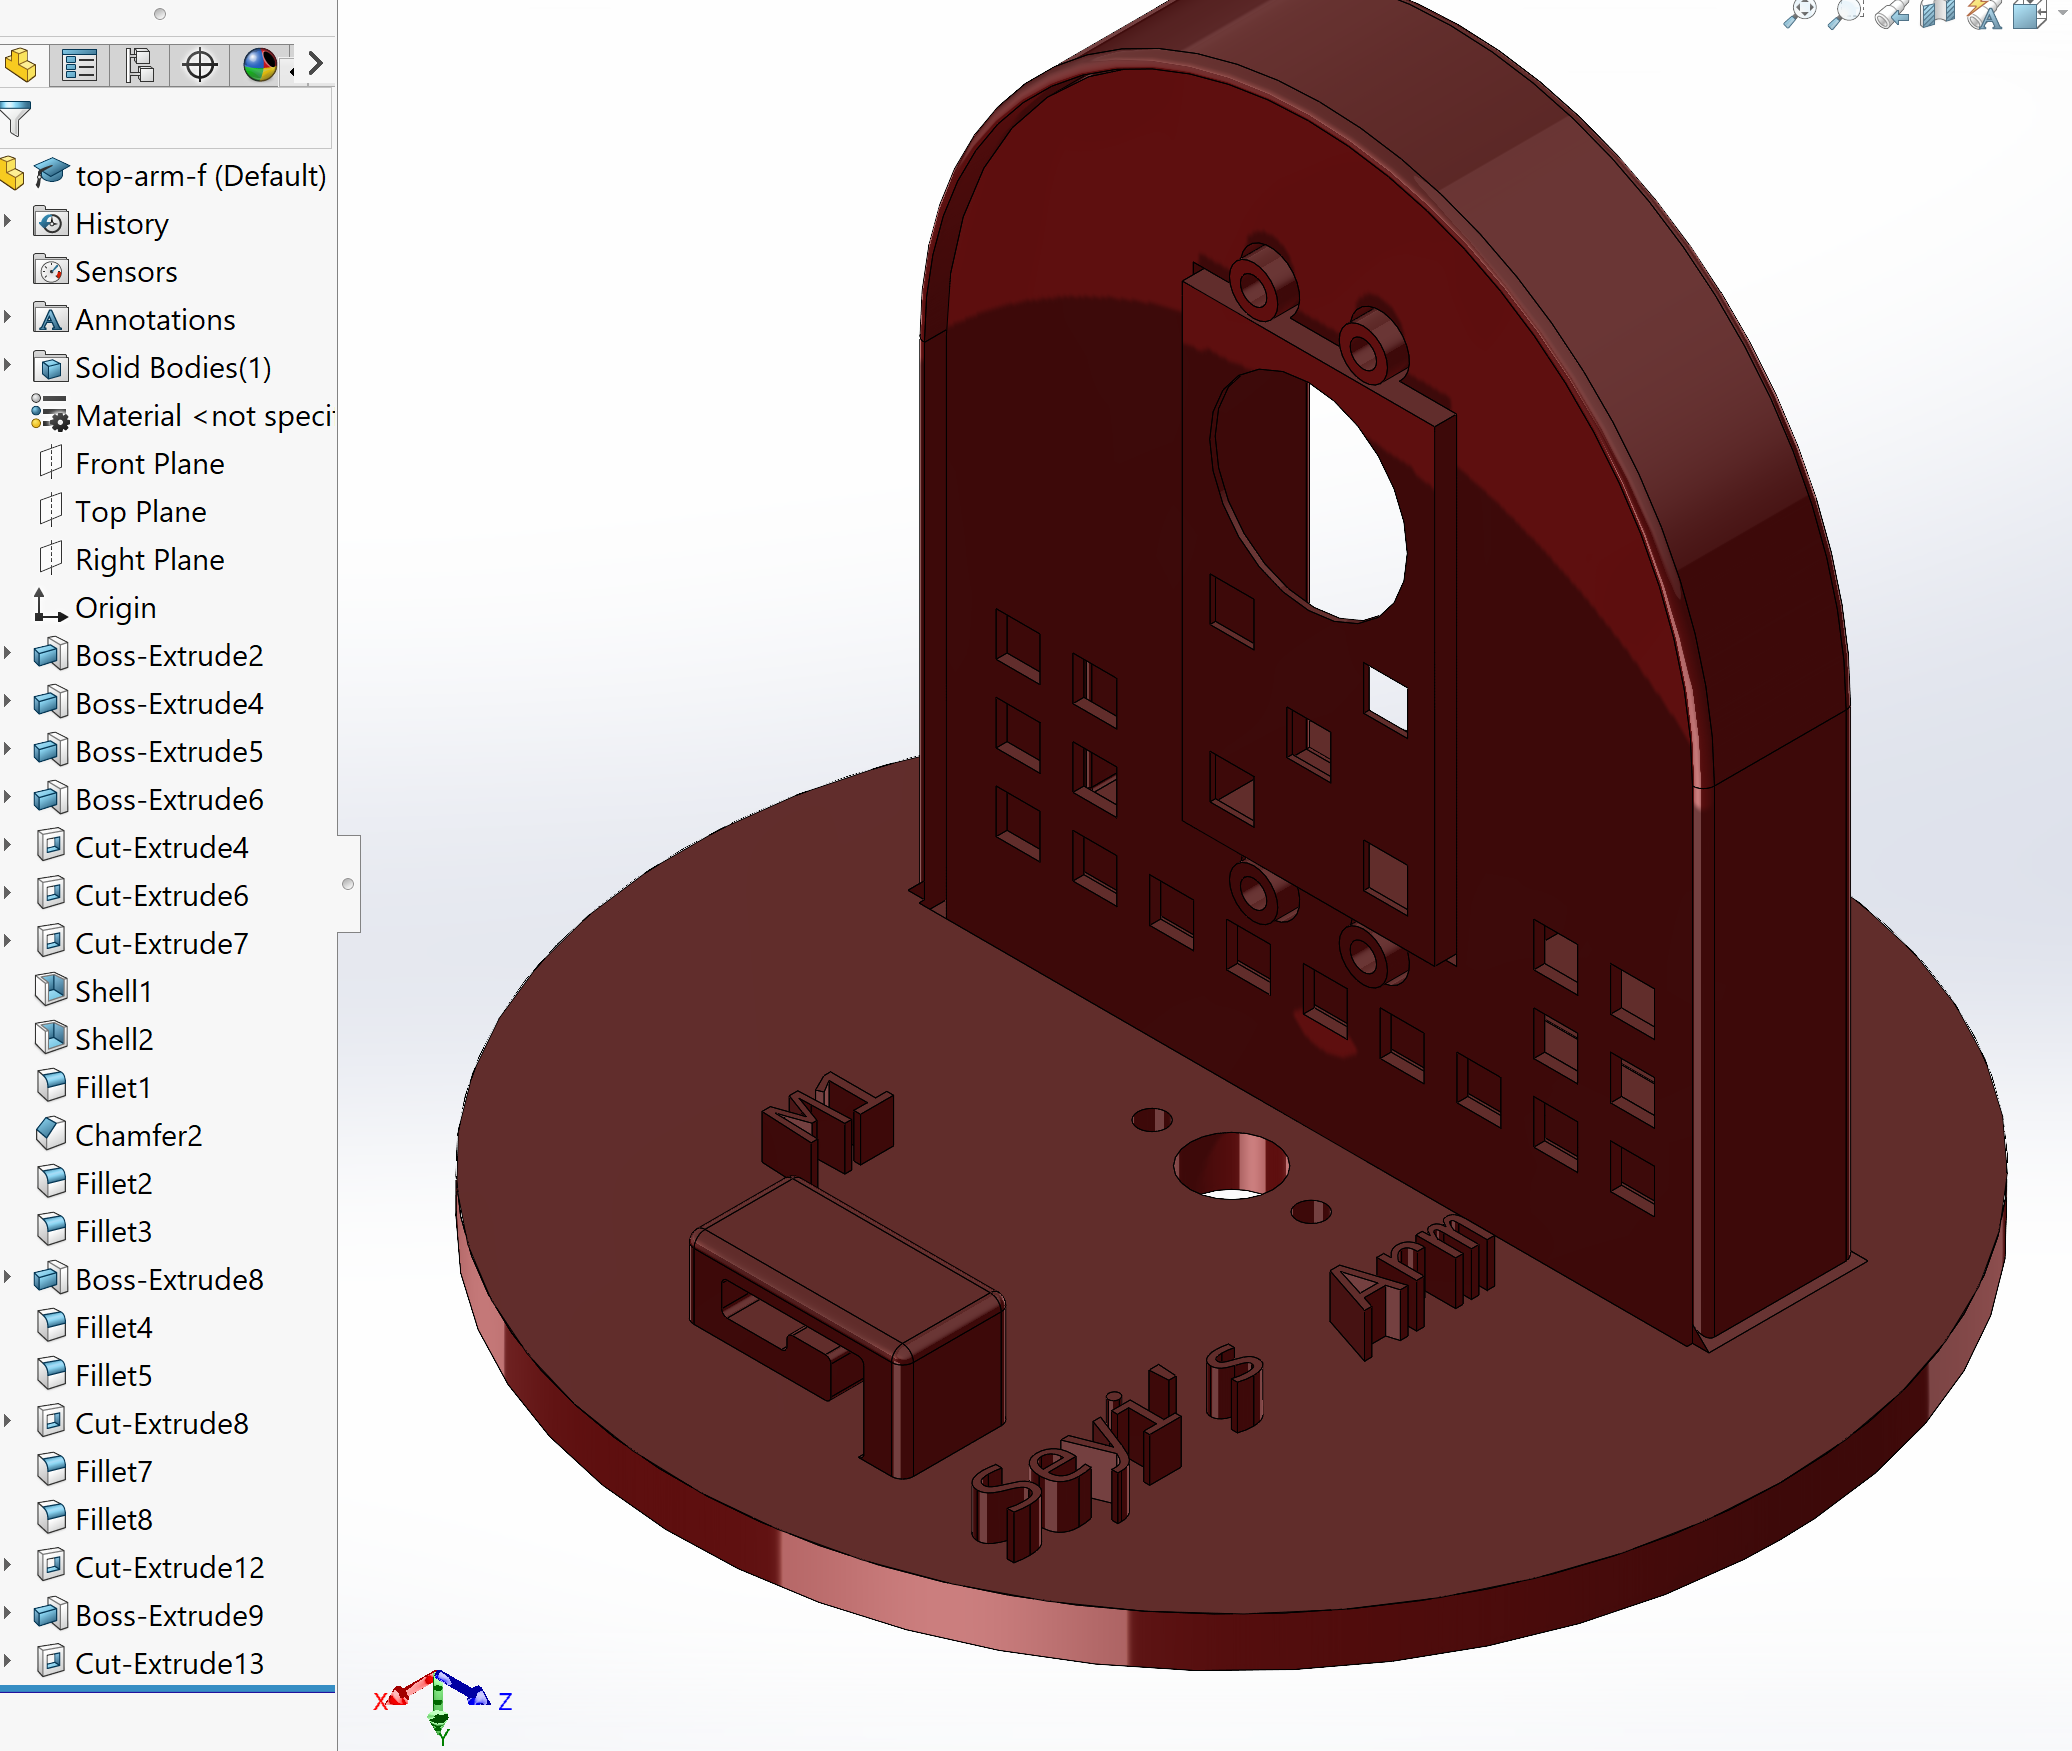 top-arm-f (Default)
History
Sensors
Annotations
Solid Bodies(1)
Material <not speci
Front Plane
Top Plane
Right Plane
Origin
Boss-Extrude2
Boss-Extrude4
Boss-Extrude5
Boss-Extrude6
Cut-Extrude4
Cut-Extrude6
Cut-Extrude7
Shell1
Shell2
Fillet1
Chamfer2
Fillet2
Fillet3
Boss-Extrude8
Fillet4
Fillet5
Cut-Extrude8
Fillet7
Fillet8
Cut-Extrude12
Boss-Extrude9
Cut-Extrude13
Arm
X
Y
Z